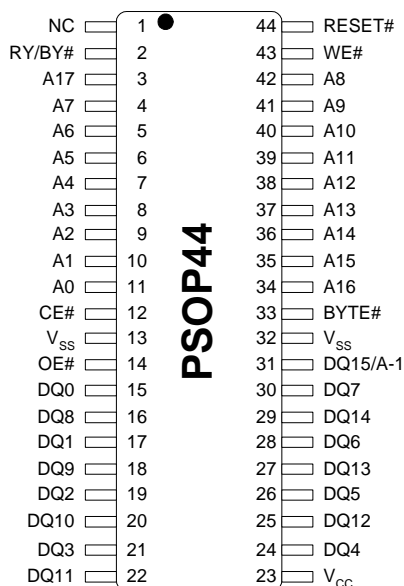 NC 1 44 RESET#
RY/BY# 2 43 WE#
A17 3 42 A8
A7 4 41 A9
A6 5 40 A10
A5 6 39 A11
A4 7 38 A12
A3 8 37 A13
A2 9 36 A14
A1 10 35 A15
A0 11 34 A16
CE# 12 33 BYTE#
VSS 13 32 VSS
OE# 14 31 DQ15/A-1
DQ0 15 30 DQ7
DQ8 16 29 DQ14
DQ1 17 28 DQ6
DQ9 18 27 DQ13
DQ2 19 26 DQ5
DQ10 20 25 DQ12
DQ3 21 24 DQ4
DQ11 22 23 VCC
PSOP44